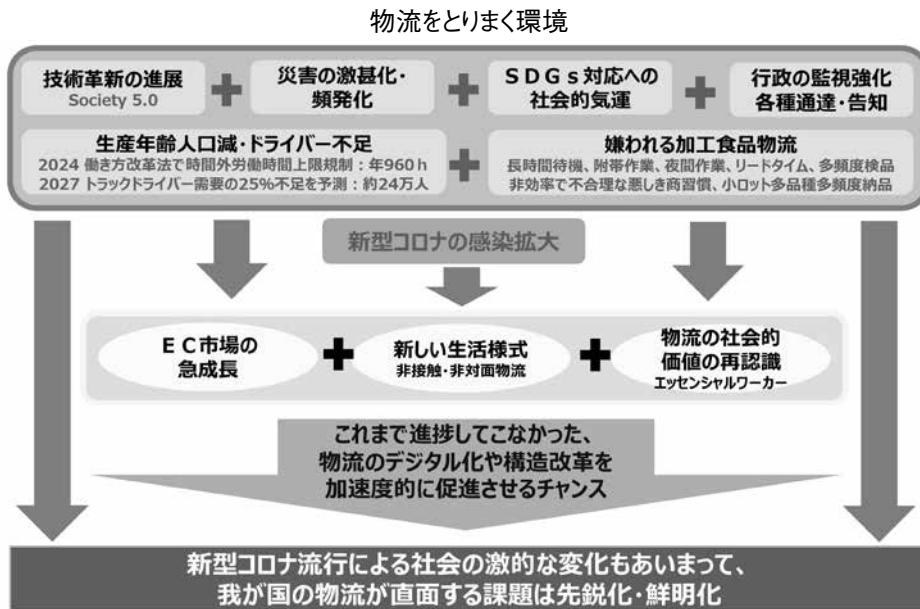 物流をとりまく環境
技術革新の進展
Society 5.0
災害の激甚化・
頻発化
SDGs対応への
社会的気運
行政の監視強化
各種通達・告知
生産年齢人口減・ドライバー不足
2024 働き方改革法で時間外労働時間上限規制：年960h
2027 トラックドライバー需要の25%不足を予測：約24万人
嫌われる加工食品物流
長時間待機、附帯作業、夜間作業、リードタイム、多頻度検品
非効率で不合理な悪しき商習慣、小ロット多品種多頻度納品
新型コロナの感染拡大
EC市場の
急成長
新しい生活様式
非接触・非対面物流
物流の社会的
価値の再認識
エッセンシャルワーカー
これまで進捗してこなかった、
物流のデジタル化や構造改革を
加速度的に促進させるチャンス
新型コロナ流行による社会の激的な変化もあいまって、
我が国の物流が直面する課題は先鋭化・鮮明化